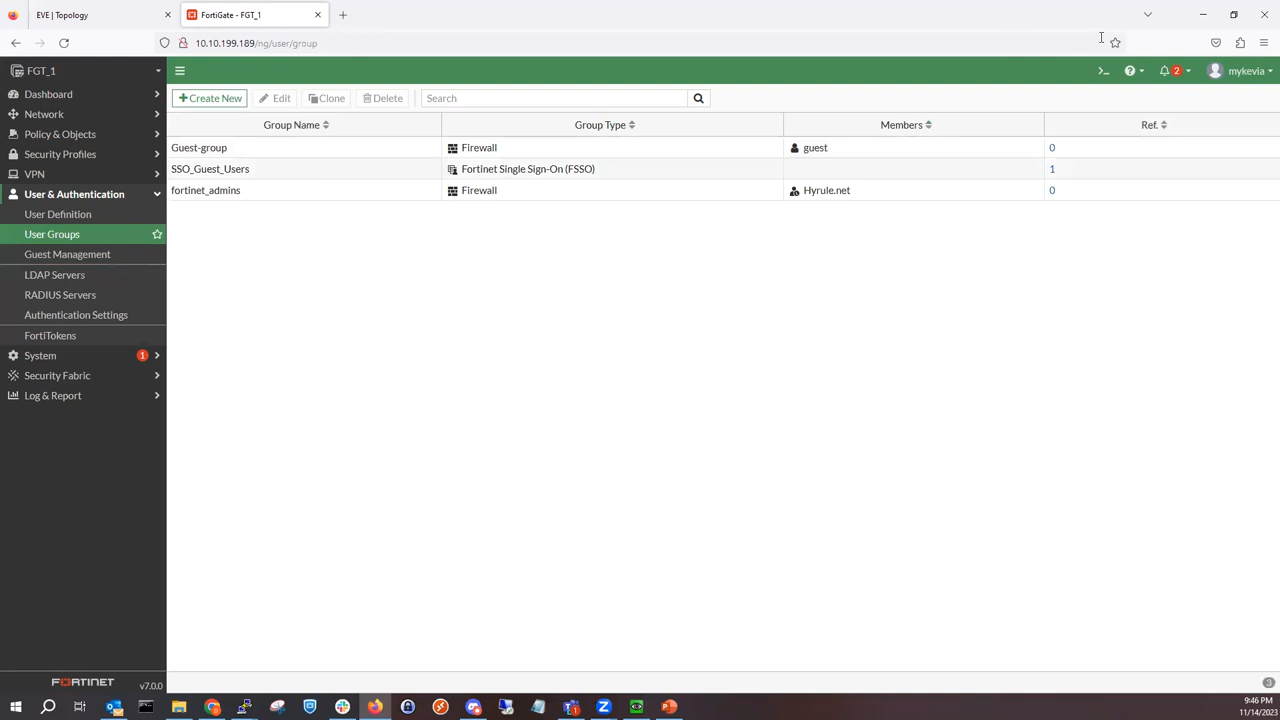 EVE | Topology
FortiGate - FGT_1
10.10.199.189/ng/user/group
FGT_1
mykevia
2
Dashboard
Network
Policy & Objects
Security Profiles
VPN
User & Authentication
User Definition
User Groups
Guest Management
LDAP Servers
RADIUS Servers
Authentication Settings
FortiTokens
System
1
Security Fabric
Log & Report
FORTINET v7.0.0
+ Create New Edit Clone Delete Search
Group Name Group Type Members Ref.
Guest-group Firewall guest 0
SSO_Guest_Users Fortinet Single Sign-On (FSSO) 1
fortinet_admins Firewall Hyrule.net 0
3
9:46 PM
11/14/2023